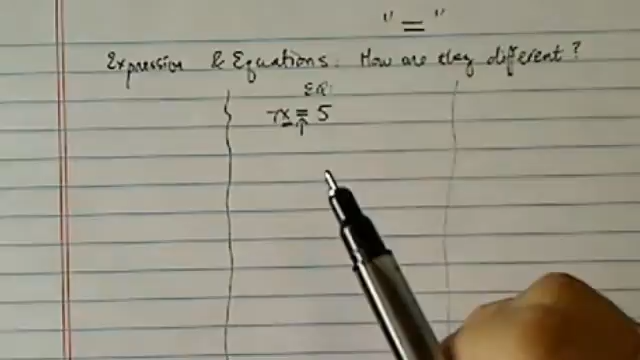 "="
Expression & Equations: How are they different?
EQ:
7x = 5